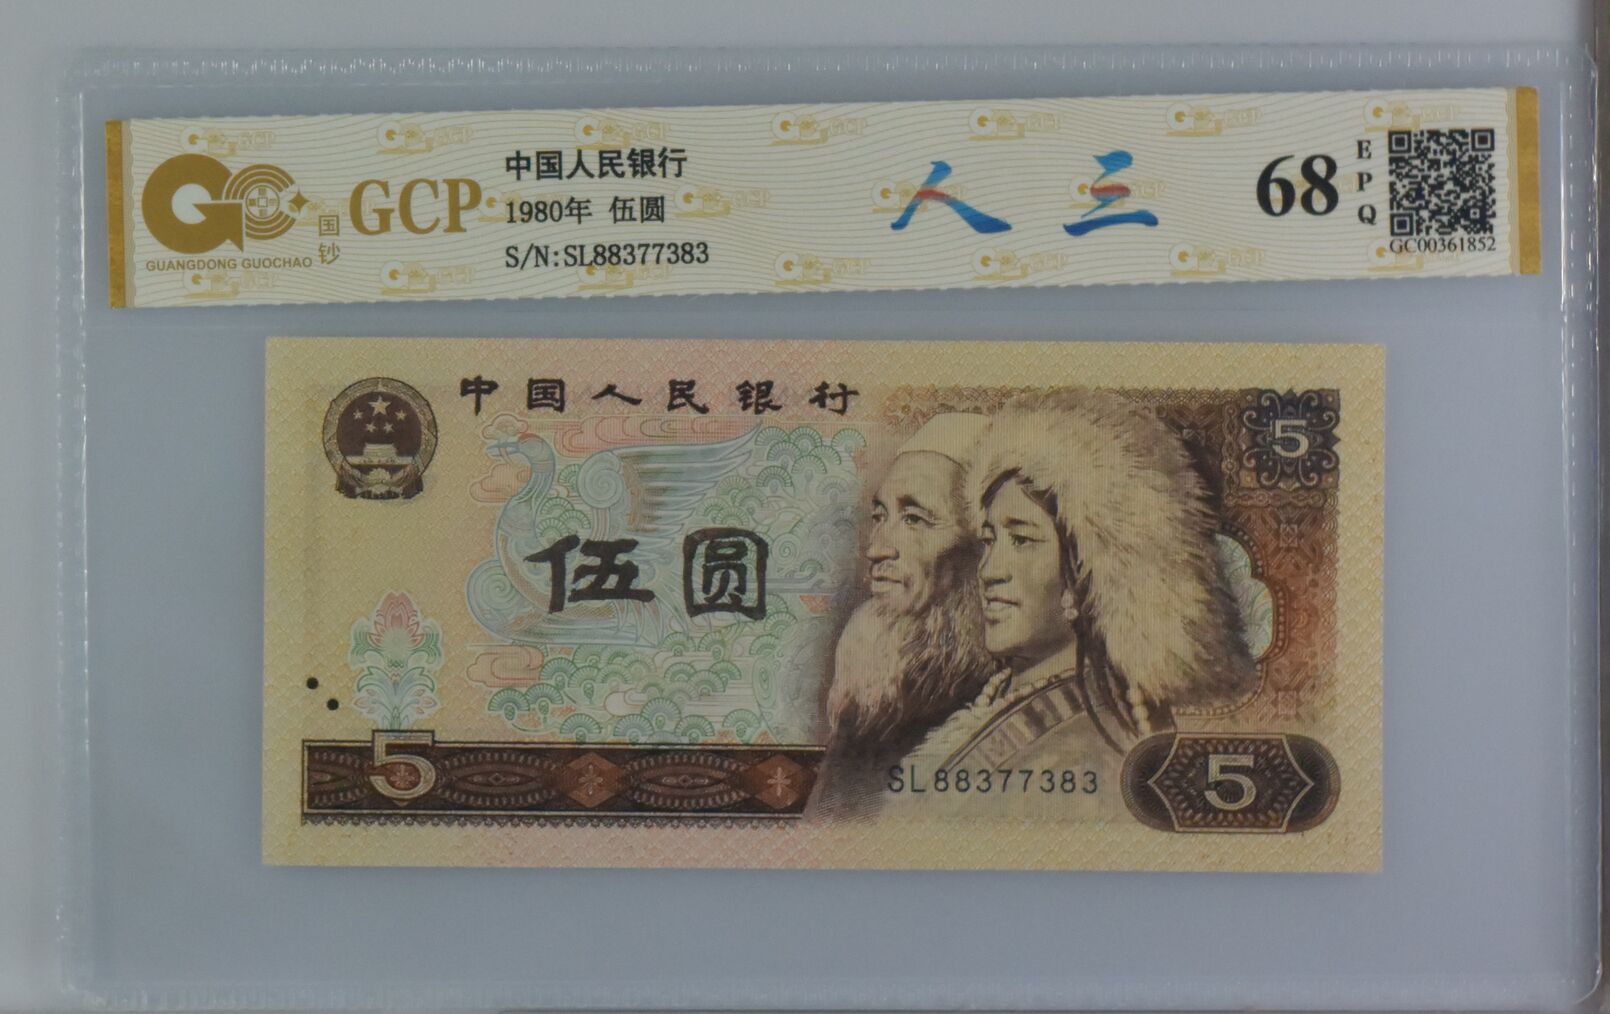 GCP
国钞
GUANGDONG GUOCHAO
中国人民银行
1980年 伍圆
S/N:SL88377383
人三
68
EPQ
GC00361852
中国人民银行
5
伍圆
5
SL88377383
5